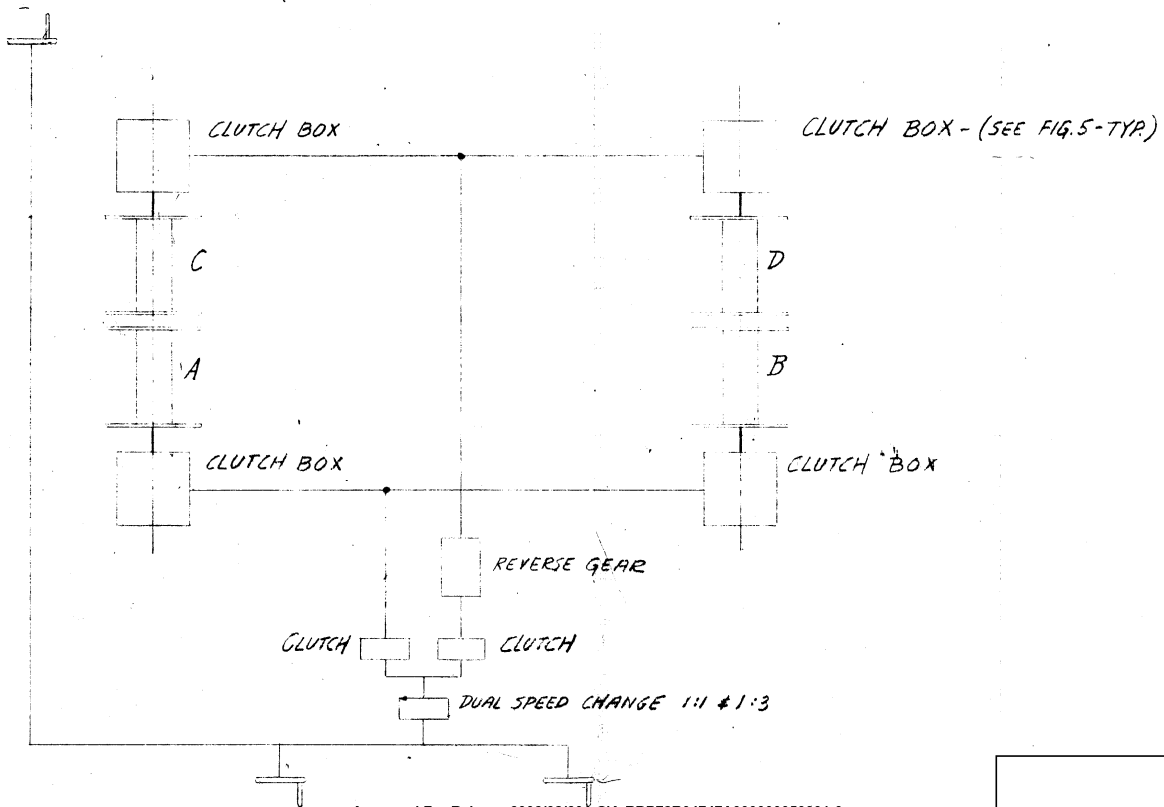 CLUTCH BOX
CLUTCH BOX - (SEE FIG.5-TYP.)
C
D
A
B
CLUTCH BOX
CLUTCH BOX
REVERSE GEAR
CLUTCH
CLUTCH
DUAL SPEED CHANGE 1:1 & 1:3